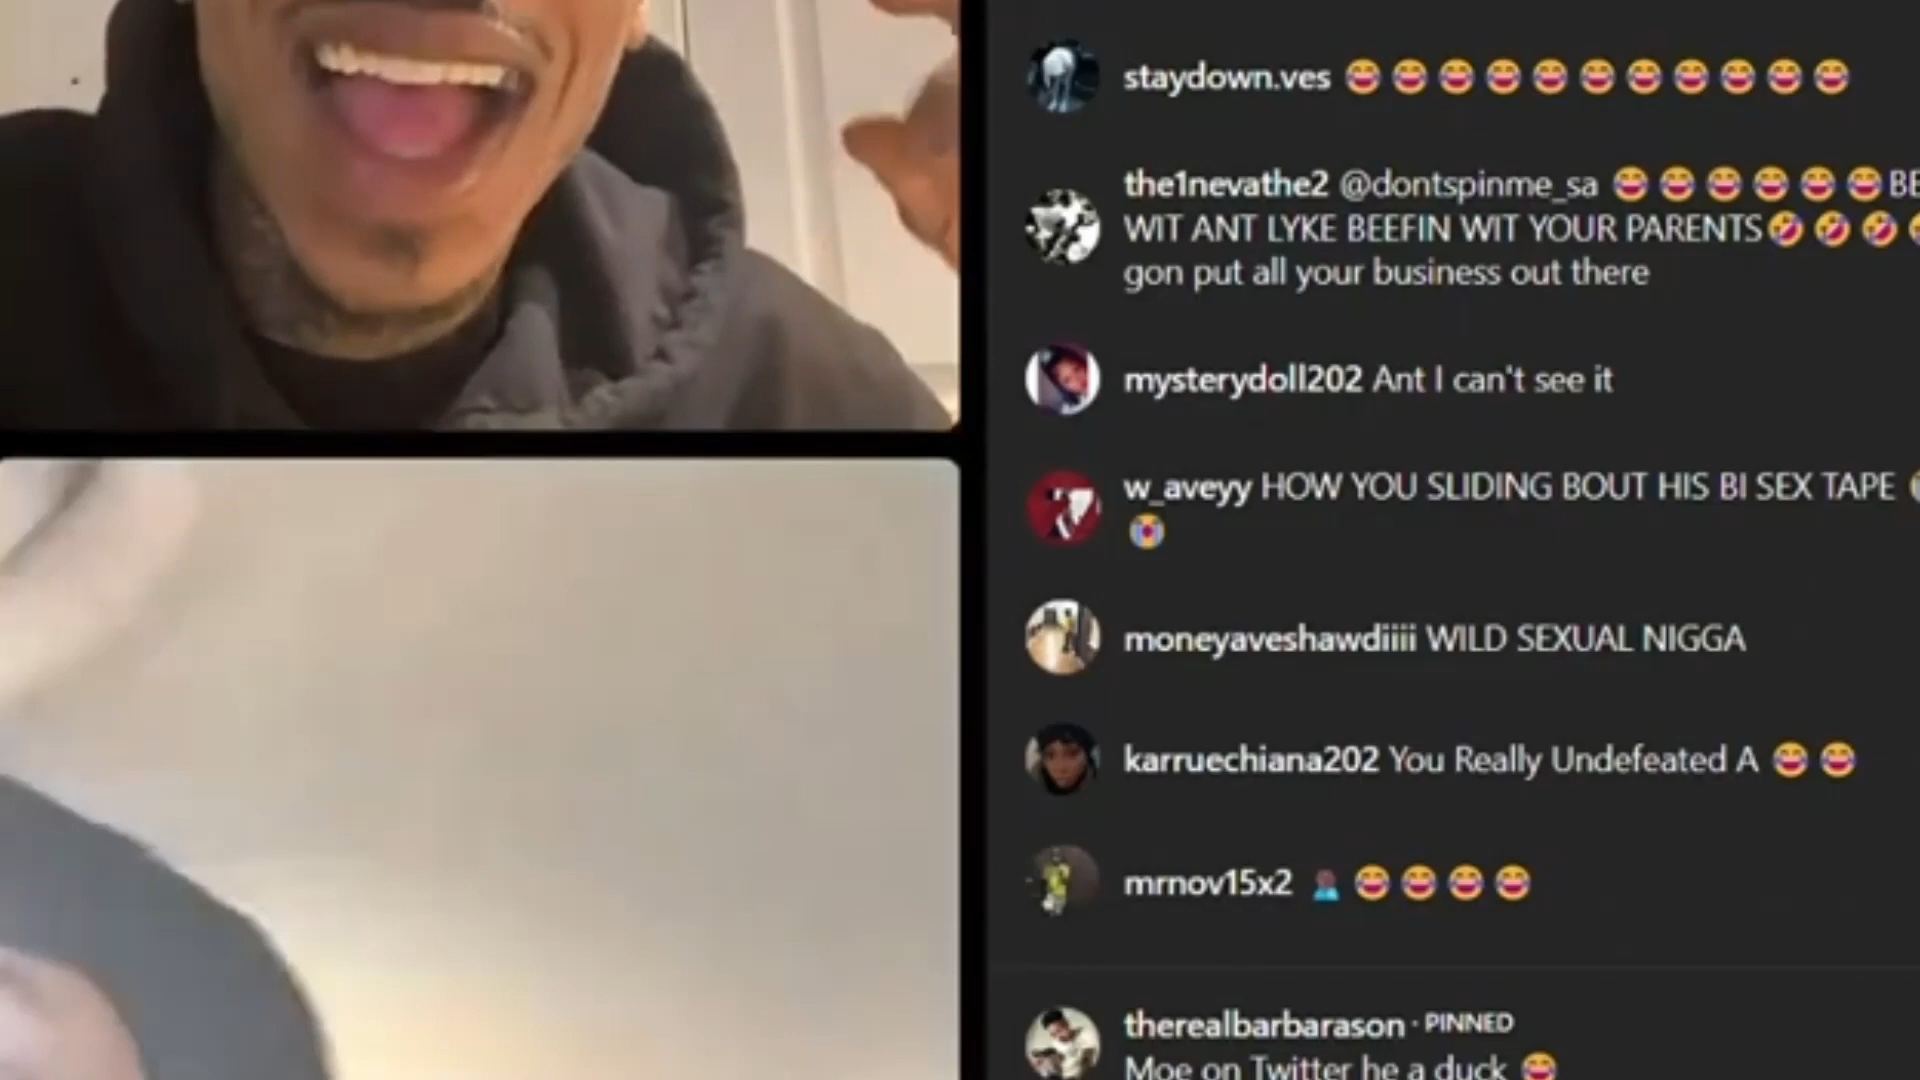 staydown.ves 😂😂😂😂😂😂😂😂😂😂😂
the1nevathe2 @dontspinme_sa 😂😂😂😂😂😂BE
WIT ANT LYKE BEEFIN WIT YOUR PARENTS🤣🤣🤣
gon put all your business out there
mysterydoll202 Ant I can't see it
w_aveyy HOW YOU SLIDING BOUT HIS BI SEX TAPE
😭
moneyaveshawdiiii WILD SEXUAL NIGGA
karruechiana202 You Really Undefeated A 😂😂
mrnov15x2 🤦🏿‍♂️😂😂😂😂
therealbarbarason · PINNED
Moe on Twitter he a duck 😂